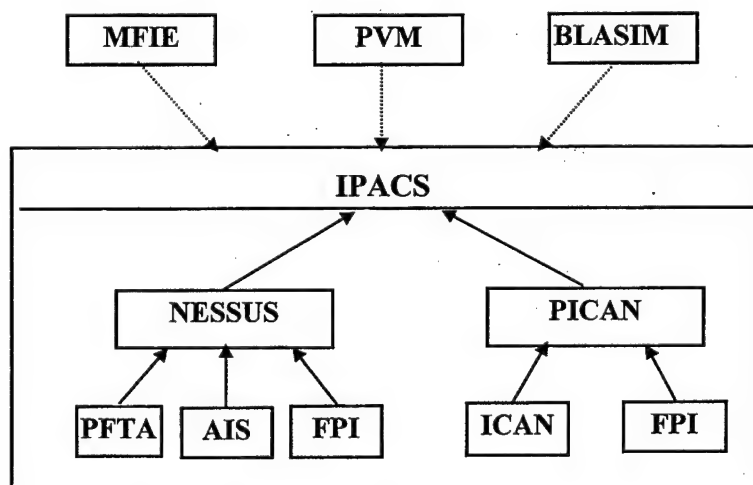 MFIE PVM BLASIM
IPACS
NESSUS PICAN
PFTA AIS FPI ICAN FPI